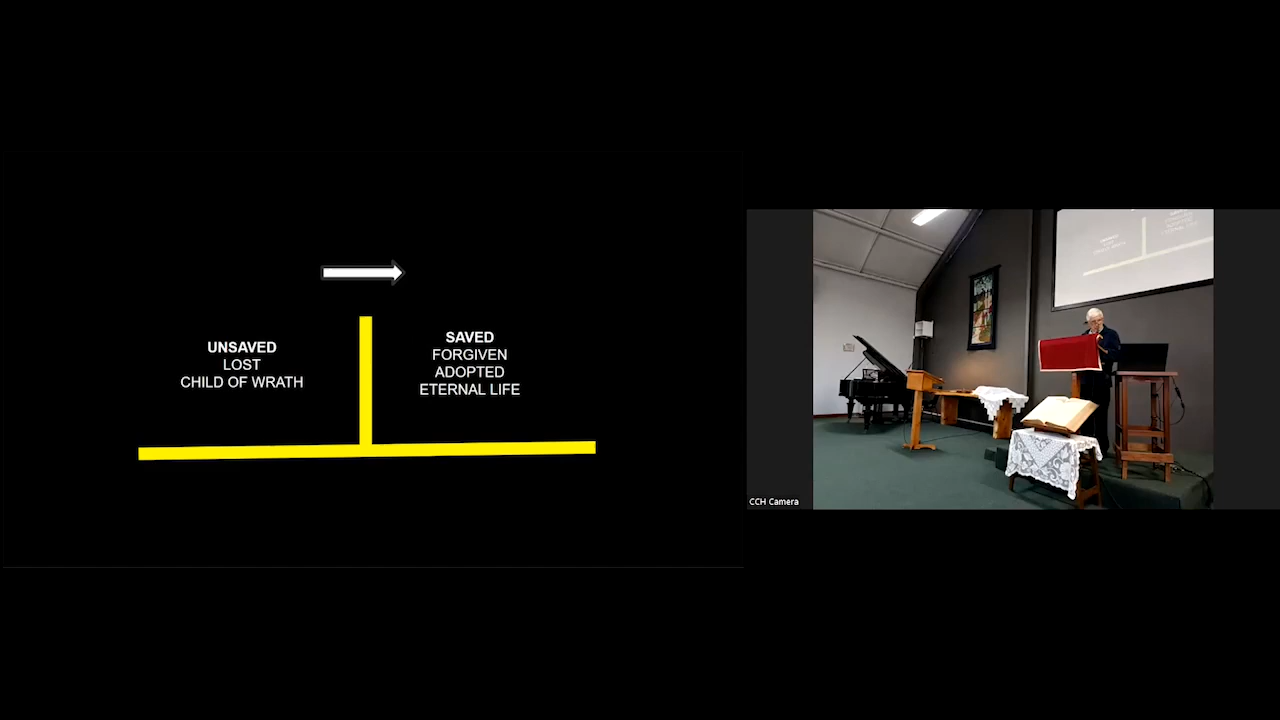 UNSAVED
LOST
CHILD OF WRATH
SAVED
FORGIVEN
ADOPTED
ETERNAL LIFE
CCH Camera